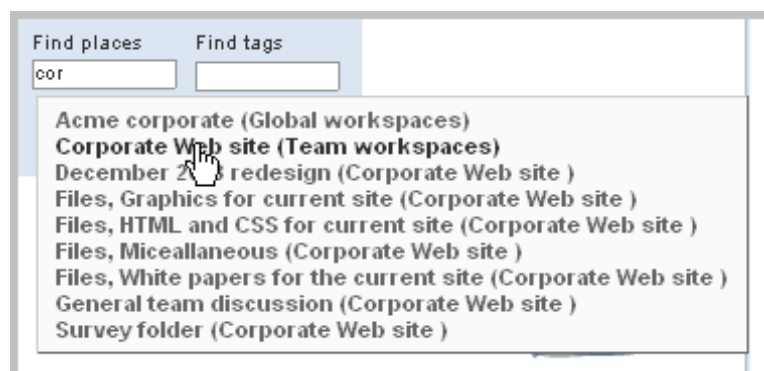 Find places Find tags
cor
Acme corporate (Global workspaces)
Corporate Web site (Team workspaces)
December redesign (Corporate Web site )
Files, Graphics for current site (Corporate Web site )
Files, HTML and CSS for current site (Corporate Web site )
Files, Miceallaneous (Corporate Web site )
Files, White papers for the current site (Corporate Web site )
General team discussion (Corporate Web site )
Survey folder (Corporate Web site )